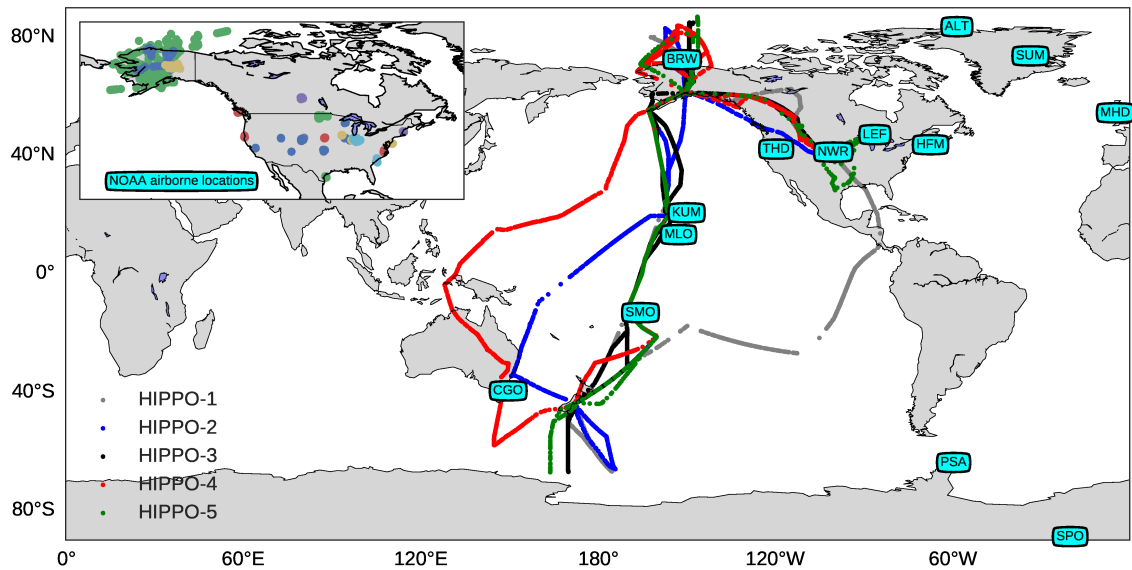 80°N
40°N
0°
40°S
80°S
NOAA airborne locations
ALT
SUM
BRW
MHD
LEF
HFM
THD
NWR
KUM
MLO
SMO
CGO
PSA
SPO
HIPPO-1
HIPPO-2
HIPPO-3
HIPPO-4
HIPPO-5
0°
60°E
120°E
180°
120°W
60°W